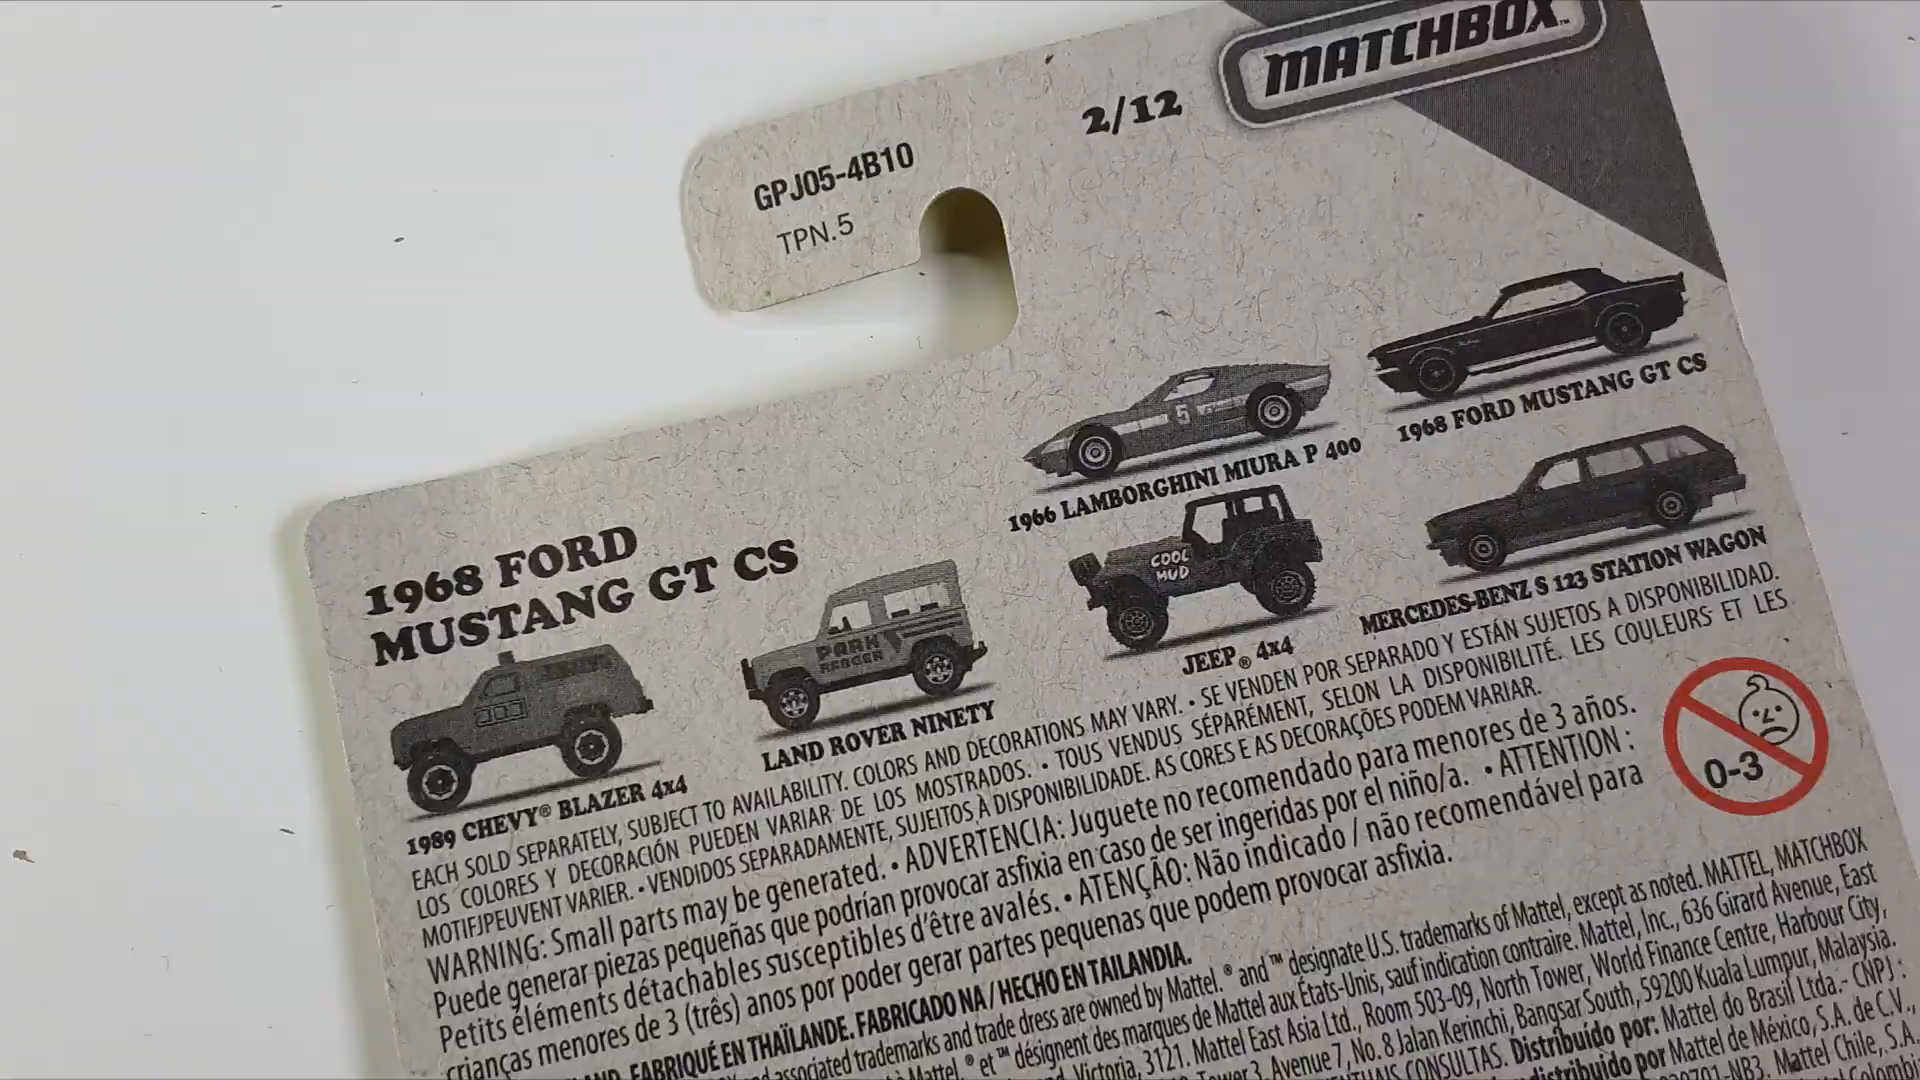 MATCHBOX™
2/12
GPJ05-4B10
TPN.5
1968 FORD
MUSTANG GT CS
1968 FORD MUSTANG GT CS
5
1966 LAMBORGHINI MIURA P 400
COOL
MUD
JEEP® 4x4
MERCEDES-BENZ S 123 STATION WAGON
PARK
RANGER
LAND ROVER NINETY
1989 CHEVY® BLAZER 4x4
EACH SOLD SEPARATELY, SUBJECT TO AVAILABILITY. COLORS AND DECORATIONS MAY VARY. • SE VENDEN POR SEPARADO Y ESTÁN SUJETOS A DISPONIBILIDAD.
LOS COLORES Y DECORACIÓN PUEDEN VARIAR DE LOS MOSTRADOS. • TOUS VENDUS SÉPARÉMENT, SELON LA DISPONIBILITÉ. LES COULEURS ET LES
MOTIFJPEUVENT VARIER. • VENDIDOS SEPARADAMENTE, SUJEITOS À DISPONIBILIDADE. AS CORES E AS DECORAÇÕES PODEM VARIAR.
WARNING: Small parts may be generated. • ADVERTENCIA: Juguete no recomendado para menores de 3 años.
Puede generar piezas pequeñas que podrían provocar asfixia en caso de ser ingeridas por el niño/a. • ATTENTION :
Petits éléments détachables susceptibles d'être avalés. • ATENÇÃO: Não indicado / não recomendável para
crianças menores de 3 (três) anos por poder gerar partes pequenas que podem provocar asfixia.
0-3
FABRIQUÉ EN THAÏLANDE. FABRICADO NA / HECHO EN TAILANDIA.
associated trademarks and trade dress are owned by Mattel. ® and ™ designate U.S. trademarks of Mattel, except as noted. MATTEL, MATCHBOX
Mattel. ® et ™ désignent des marques de Mattel aux États-Unis, sauf indication contraire. Mattel, Inc., 636 Girard Avenue, East
Victoria, 3121. Mattel East Asia Ltd., Room 503-09, North Tower, World Finance Centre, Harbour City,
Tower 3, Avenue 7, No. 8 Jalan Kerinchi, Bangsar South, 59200 Kuala Lumpur, Malaysia.
CONSULTAS. Distribuido por: Mattel do Brasil Ltda.- CNPJ :
distribuido por Mattel de México, S.A. de C.V.,
Mattel Chile, S.A.